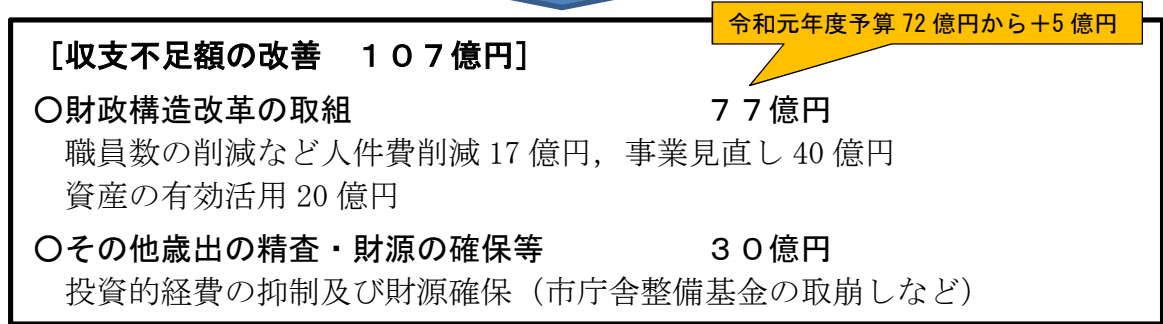 令和元年度予算 72 億円から＋5 億円
［収支不足額の改善　１０７億円］
〇財政構造改革の取組　７７億円
職員数の削減など人件費削減 17 億円，事業見直し 40 億円
資産の有効活用 20 億円
〇その他歳出の精査・財源の確保等　３０億円
投資的経費の抑制及び財源確保（市庁舎整備基金の取崩しなど）